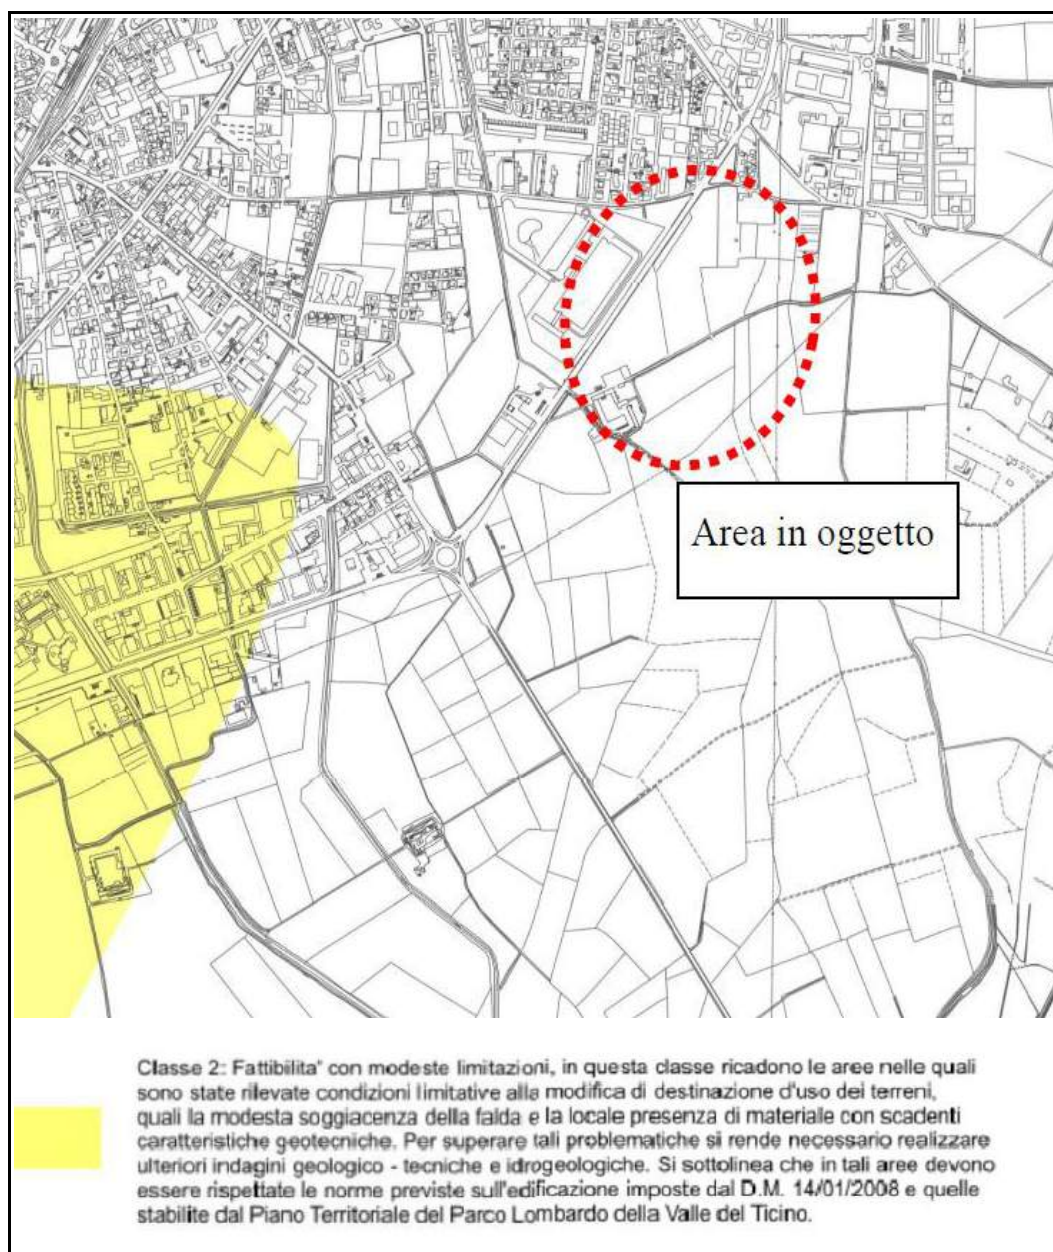 Area in oggetto
Classe 2: Fattibilita' con modeste limitazioni, in questa classe ricadono le aree nelle quali
sono state rilevate condizioni limitative alla modifica di destinazione d'uso dei terreni,
quali la modesta soggiacenza della falda e la locale presenza di materiale con scadenti
caratteristiche geotecniche. Per superare tali problematiche si rende necessario realizzare
ulteriori indagini geologico - tecniche e idrogeologiche. Si sottolinea che in tali aree devono
essere rispettate le norme previste sull'edificazione imposte dal D.M. 14/01/2008 e quelle
stabilite dal Piano Territoriale del Parco Lombardo della Valle del Ticino.